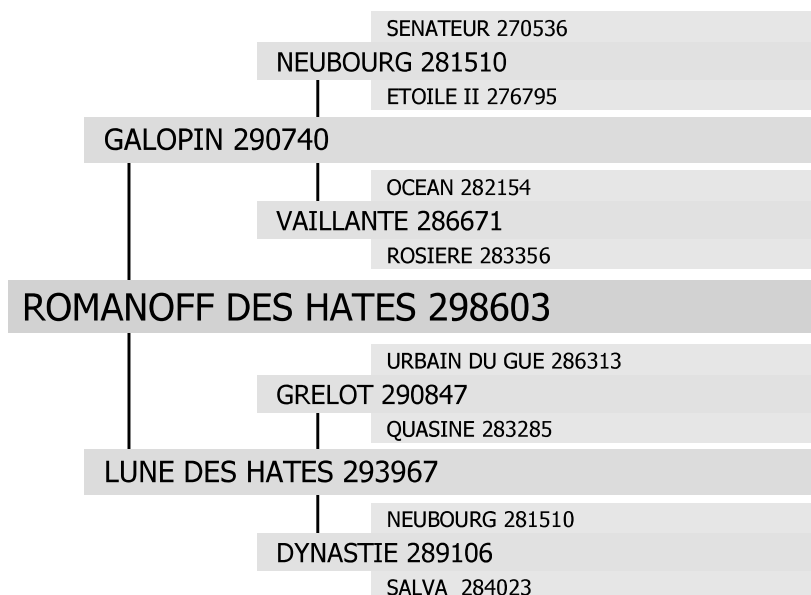 SENATEUR 270536
NEUBOURG 281510
ETOILE II 276795
GALOPIN 290740
OCEAN 282154
VAILLANTE 286671
ROSIERE 283356
ROMANOFF DES HATES 298603
URBAIN DU GUE 286313
GRELOT 290847
QUASINE 283285
LUNE DES HATES 293967
NEUBOURG 281510
DYNASTIE 289106
SALVA  284023